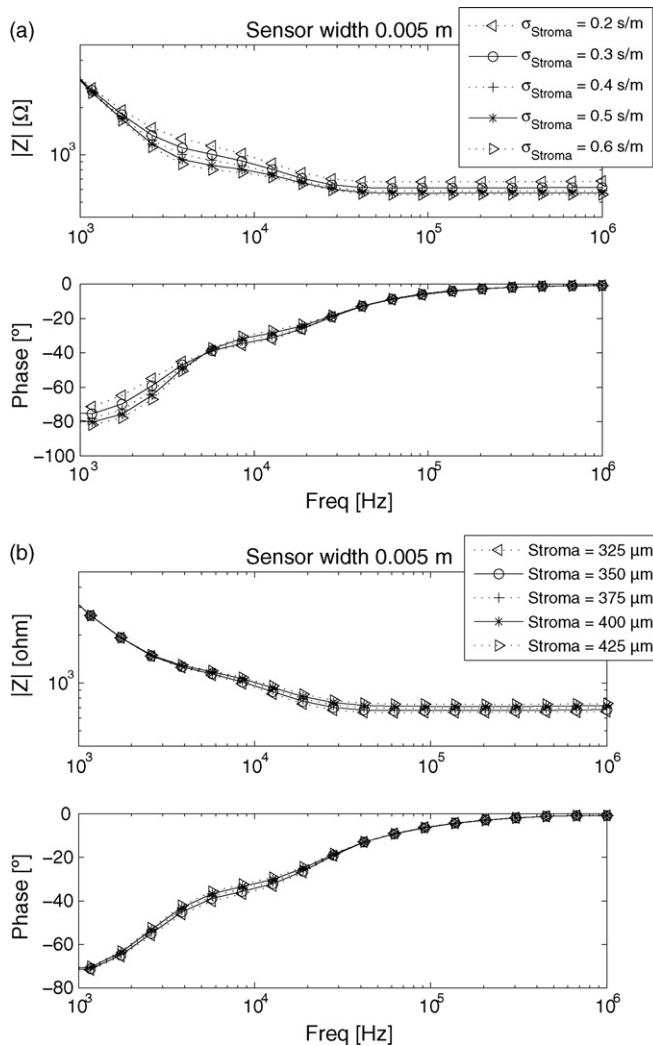 (a)
Sensor width 0.005 m
σStroma = 0.2 s/m
σStroma = 0.3 s/m
σStroma = 0.4 s/m
σStroma = 0.5 s/m
σStroma = 0.6 s/m
|Z| [Ω]
10³
10³ 10⁴ 10⁵ 10⁶
Phase [º]
0
−20
−40
−60
−80
−100
10³ 10⁴ 10⁵ 10⁶
Freq [Hz]
(b)
Sensor width 0.005 m
Stroma = 325 μm
Stroma = 350 μm
Stroma = 375 μm
Stroma = 400 μm
Stroma = 425 μm
|Z| [ohm]
10³
10³ 10⁴ 10⁵ 10⁶
Phase [º]
0
−20
−40
−60
−80
10³ 10⁴ 10⁵ 10⁶
Freq [Hz]